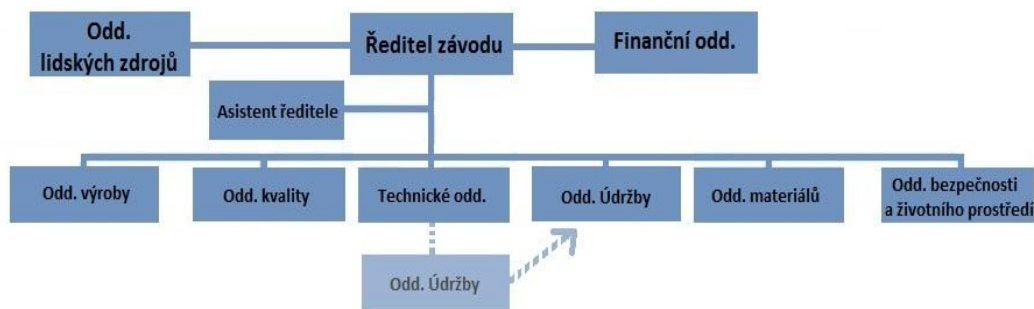 Odd.
lidských zdrojů
Ředitel závodu
Finanční odd.
Asistent ředitele
Odd. výroby
Odd. kvality
Technické odd.
Odd. Údržby
Odd. materiálů
Odd. bezpečnosti
a životního prostředí
Odd. Údržby